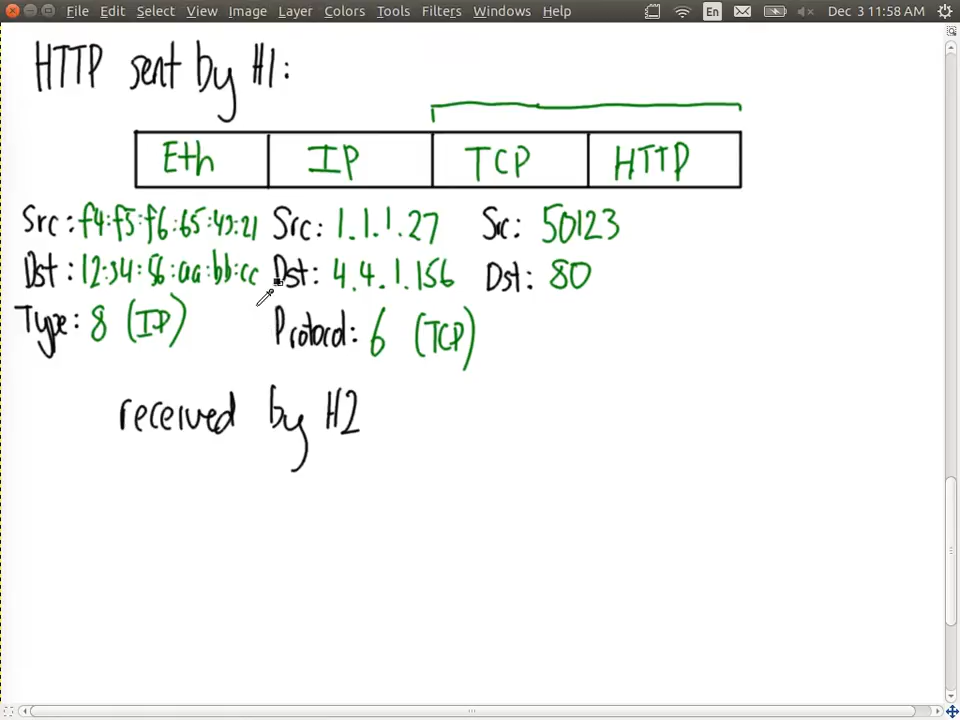 File Edit Select View Image Layer Colors Tools Filters Windows Help En Dec 3 11:58 AM
HTTP sent by H1:
Eth IP TCP HTTP
Src: f4:f5:f6:65:43:21 Src: 1.1.1.27 Src: 50123
Dst: 12:34:56:aa:bb:cc Dst: 4.4.1.156 Dst: 80
Type: 8 (IP) Protocol: 6 (TCP)
received by H2